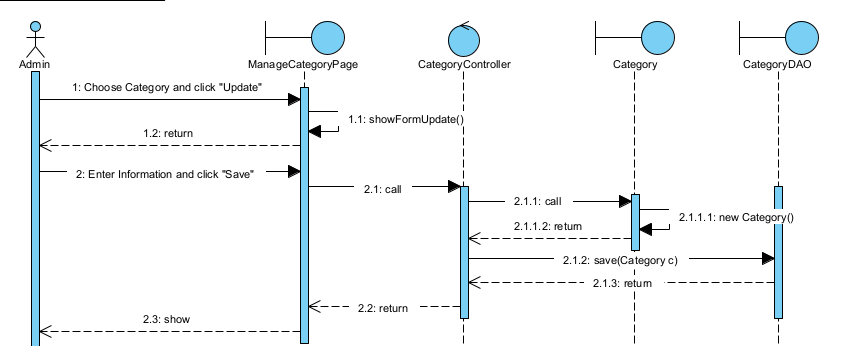 Admin
ManageCategoryPage
CategoryController
Category
CategoryDAO
1: Choose Category and click "Update"
1.1: showFormUpdate()
1.2: return
2: Enter Information and click "Save"
2.1: call
2.1.1: call
2.1.1.1: new Category()
2.1.1.2: return
2.1.2: save(Category c)
2.1.3: return
2.2: return
2.3: show